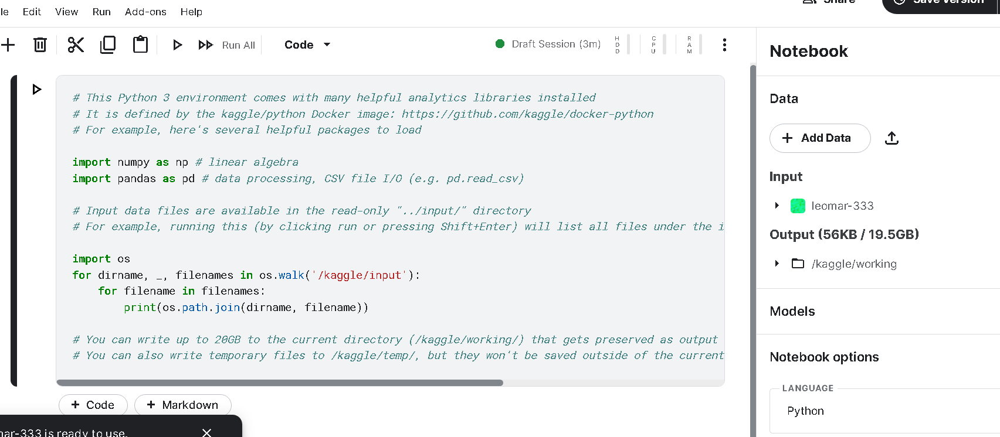 le Edit View Run Add-ons Help
Share Save Version
Run All Code Draft Session (3m) HDD CPU RAM
Notebook
# This Python 3 environment comes with many helpful analytics libraries installed
# It is defined by the kaggle/python Docker image: https://github.com/kaggle/docker-python
# For example, here's several helpful packages to load
import numpy as np # linear algebra
import pandas as pd # data processing, CSV file I/O (e.g. pd.read_csv)
# Input data files are available in the read-only "../input/" directory
# For example, running this (by clicking run or pressing Shift+Enter) will list all files under the i
import os
for dirname, _, filenames in os.walk('/kaggle/input'):
    for filename in filenames:
        print(os.path.join(dirname, filename))
# You can write up to 20GB to the current directory (/kaggle/working/) that gets preserved as output
# You can also write temporary files to /kaggle/temp/, but they won't be saved outside of the current
+ Code + Markdown
mar-333 is ready to use.
Data
+ Add Data
Input
leomar-333
Output (56KB / 19.5GB)
/kaggle/working
Models
Notebook options
LANGUAGE
Python